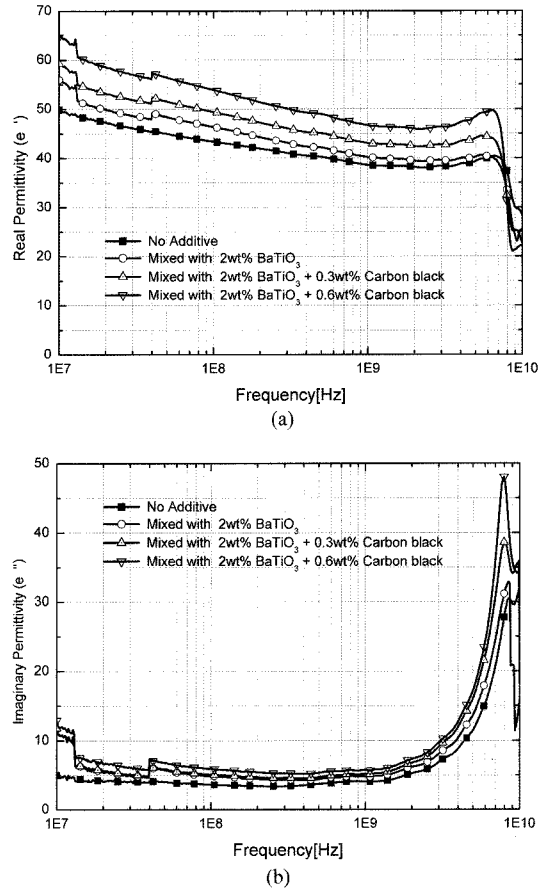 70
60
50
40
30
20
10
0
Real Permittivity (e ')
No Additive
Mixed with 2wt% BaTiO3
Mixed with 2wt% BaTiO3 + 0.3wt% Carbon black
Mixed with 2wt% BaTiO3 + 0.6wt% Carbon black
1E7 1E8 1E9 1E10
Frequency[Hz]
(a)
50
40
30
20
10
0
Imaginary Permittivity (e '')
No Additive
Mixed with 2wt% BaTiO3
Mixed with 2wt% BaTiO3 + 0.3wt% Carbon black
Mixed with 2wt% BaTiO3 + 0.6wt% Carbon black
1E7 1E8 1E9 1E10
Frequency[Hz]
(b)